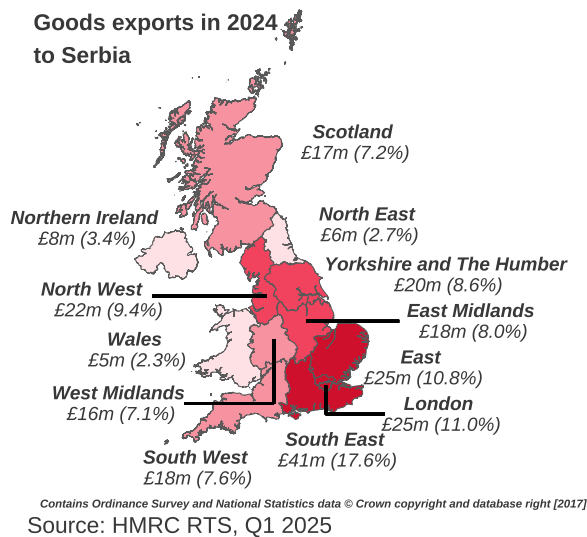 Goods exports in 2024
to Serbia
Scotland
£17m (7.2%)
Northern Ireland
£8m (3.4%)
North East
£6m (2.7%)
Yorkshire and The Humber
£20m (8.6%)
North West
£22m (9.4%)
East Midlands
£18m (8.0%)
Wales
£5m (2.3%)
East
£25m (10.8%)
West Midlands
£16m (7.1%)
London
£25m (11.0%)
South East
£41m (17.6%)
South West
£18m (7.6%)
Contains Ordinance Survey and National Statistics data © Crown copyright and database right [2017]
Source: HMRC RTS, Q1 2025